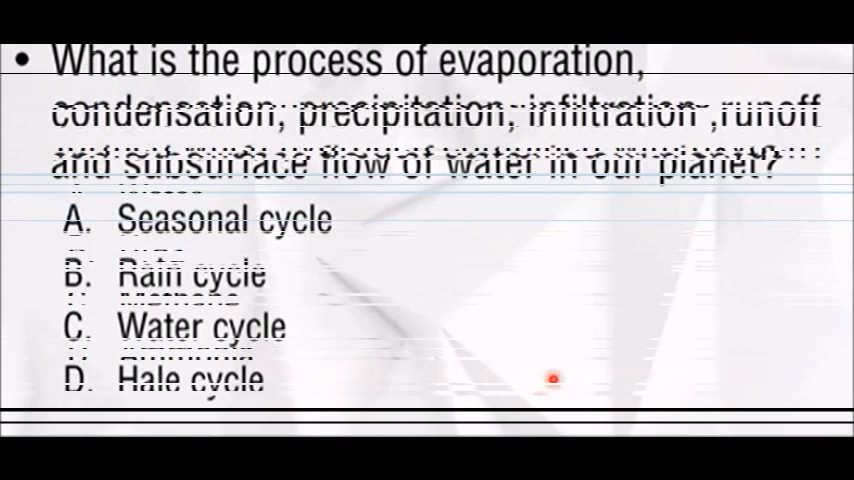 • What is the process of evaporation,
condensation, precipitation, infiltration ,runoff
and subsurface flow of water in our planet?
A. Seasonal cycle
B. Rain cycle
C. Water cycle
D. Hale cycle